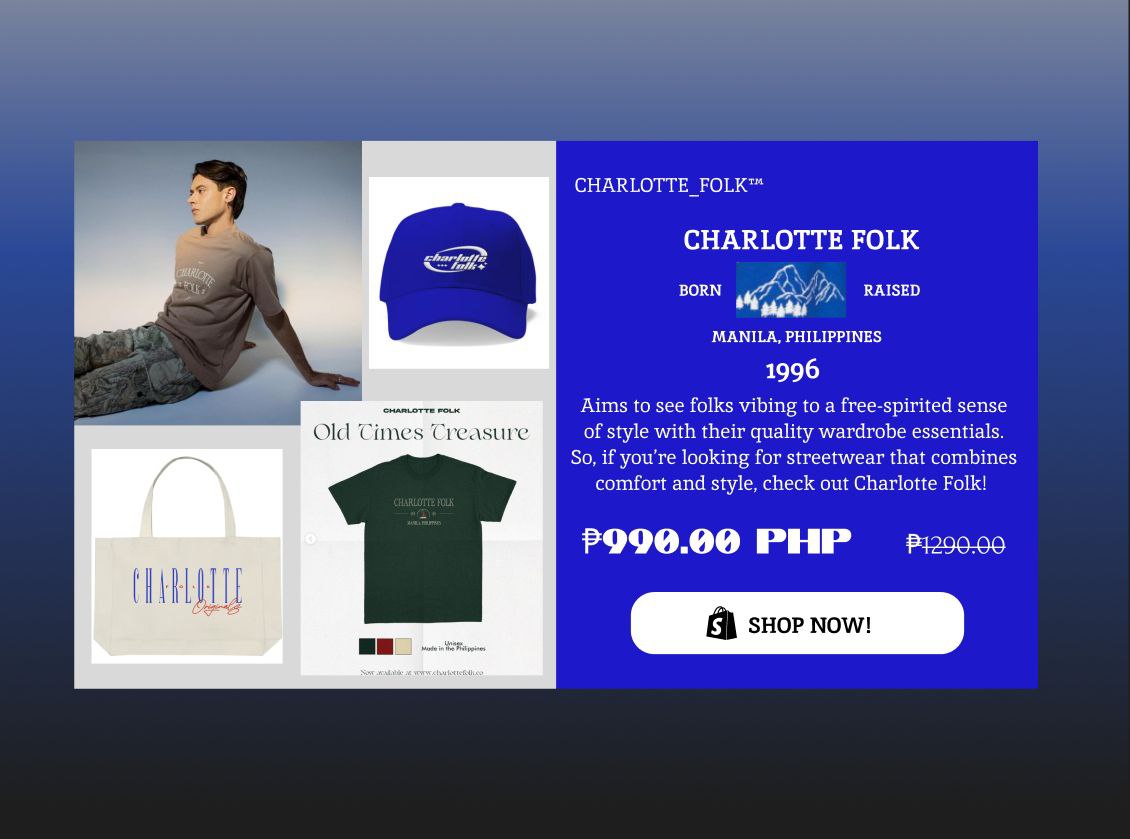 CHARLOTTE
FOLK
charlotte
folk
CHARLOTTE
FOLK
Originals
CHARLOTTE FOLK
Old Times Treasure
CHARLOTTE FOLK
MANILA, PHILIPPINES
Unisex
Made in the Philippines
Now available at www.charlottefolk.co
CHARLOTTE_FOLK™
CHARLOTTE FOLK
BORN RAISED
MANILA, PHILIPPINES
1996
Aims to see folks vibing to a free-spirited sense
of style with their quality wardrobe essentials.
So, if you're looking for streetwear that combines
comfort and style, check out Charlotte Folk!
₱990.00 PHP ₱1290.00
S SHOP NOW!